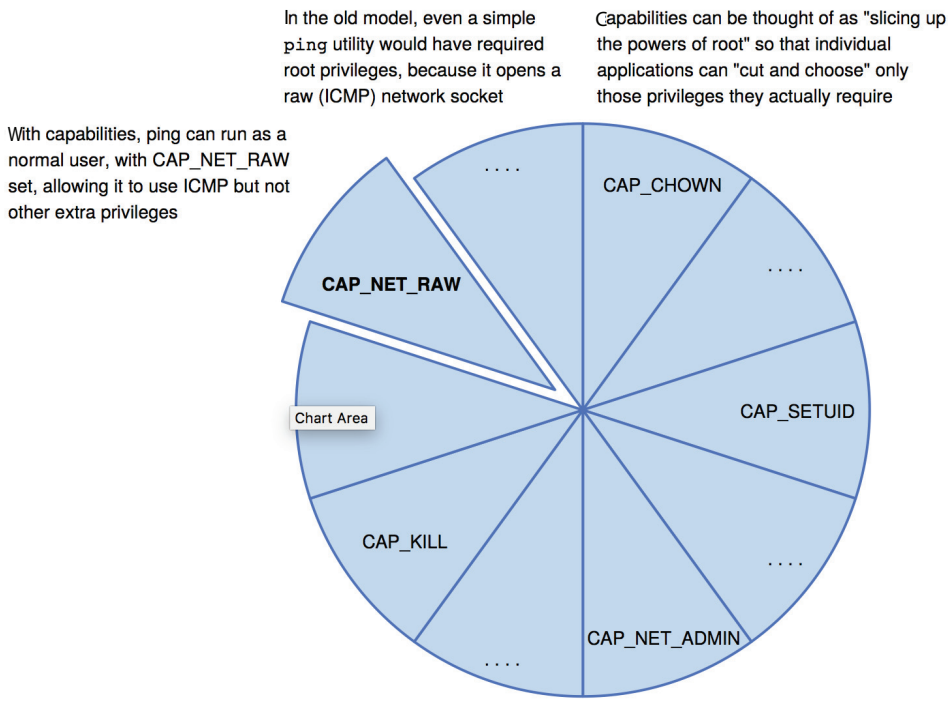 In the old model, even a simple
ping utility would have required
root privileges, because it opens a
raw (ICMP) network socket
Capabilities can be thought of as "slicing up
the powers of root" so that individual
applications can "cut and choose" only
those privileges they actually require
With capabilities, ping can run as a
normal user, with CAP_NET_RAW
set, allowing it to use ICMP but not
other extra privileges
. . . .
CAP_CHOWN
. . . .
CAP_NET_RAW
CAP_SETUID
Chart Area
CAP_KILL
. . . .
CAP_NET_ADMIN
. . . .